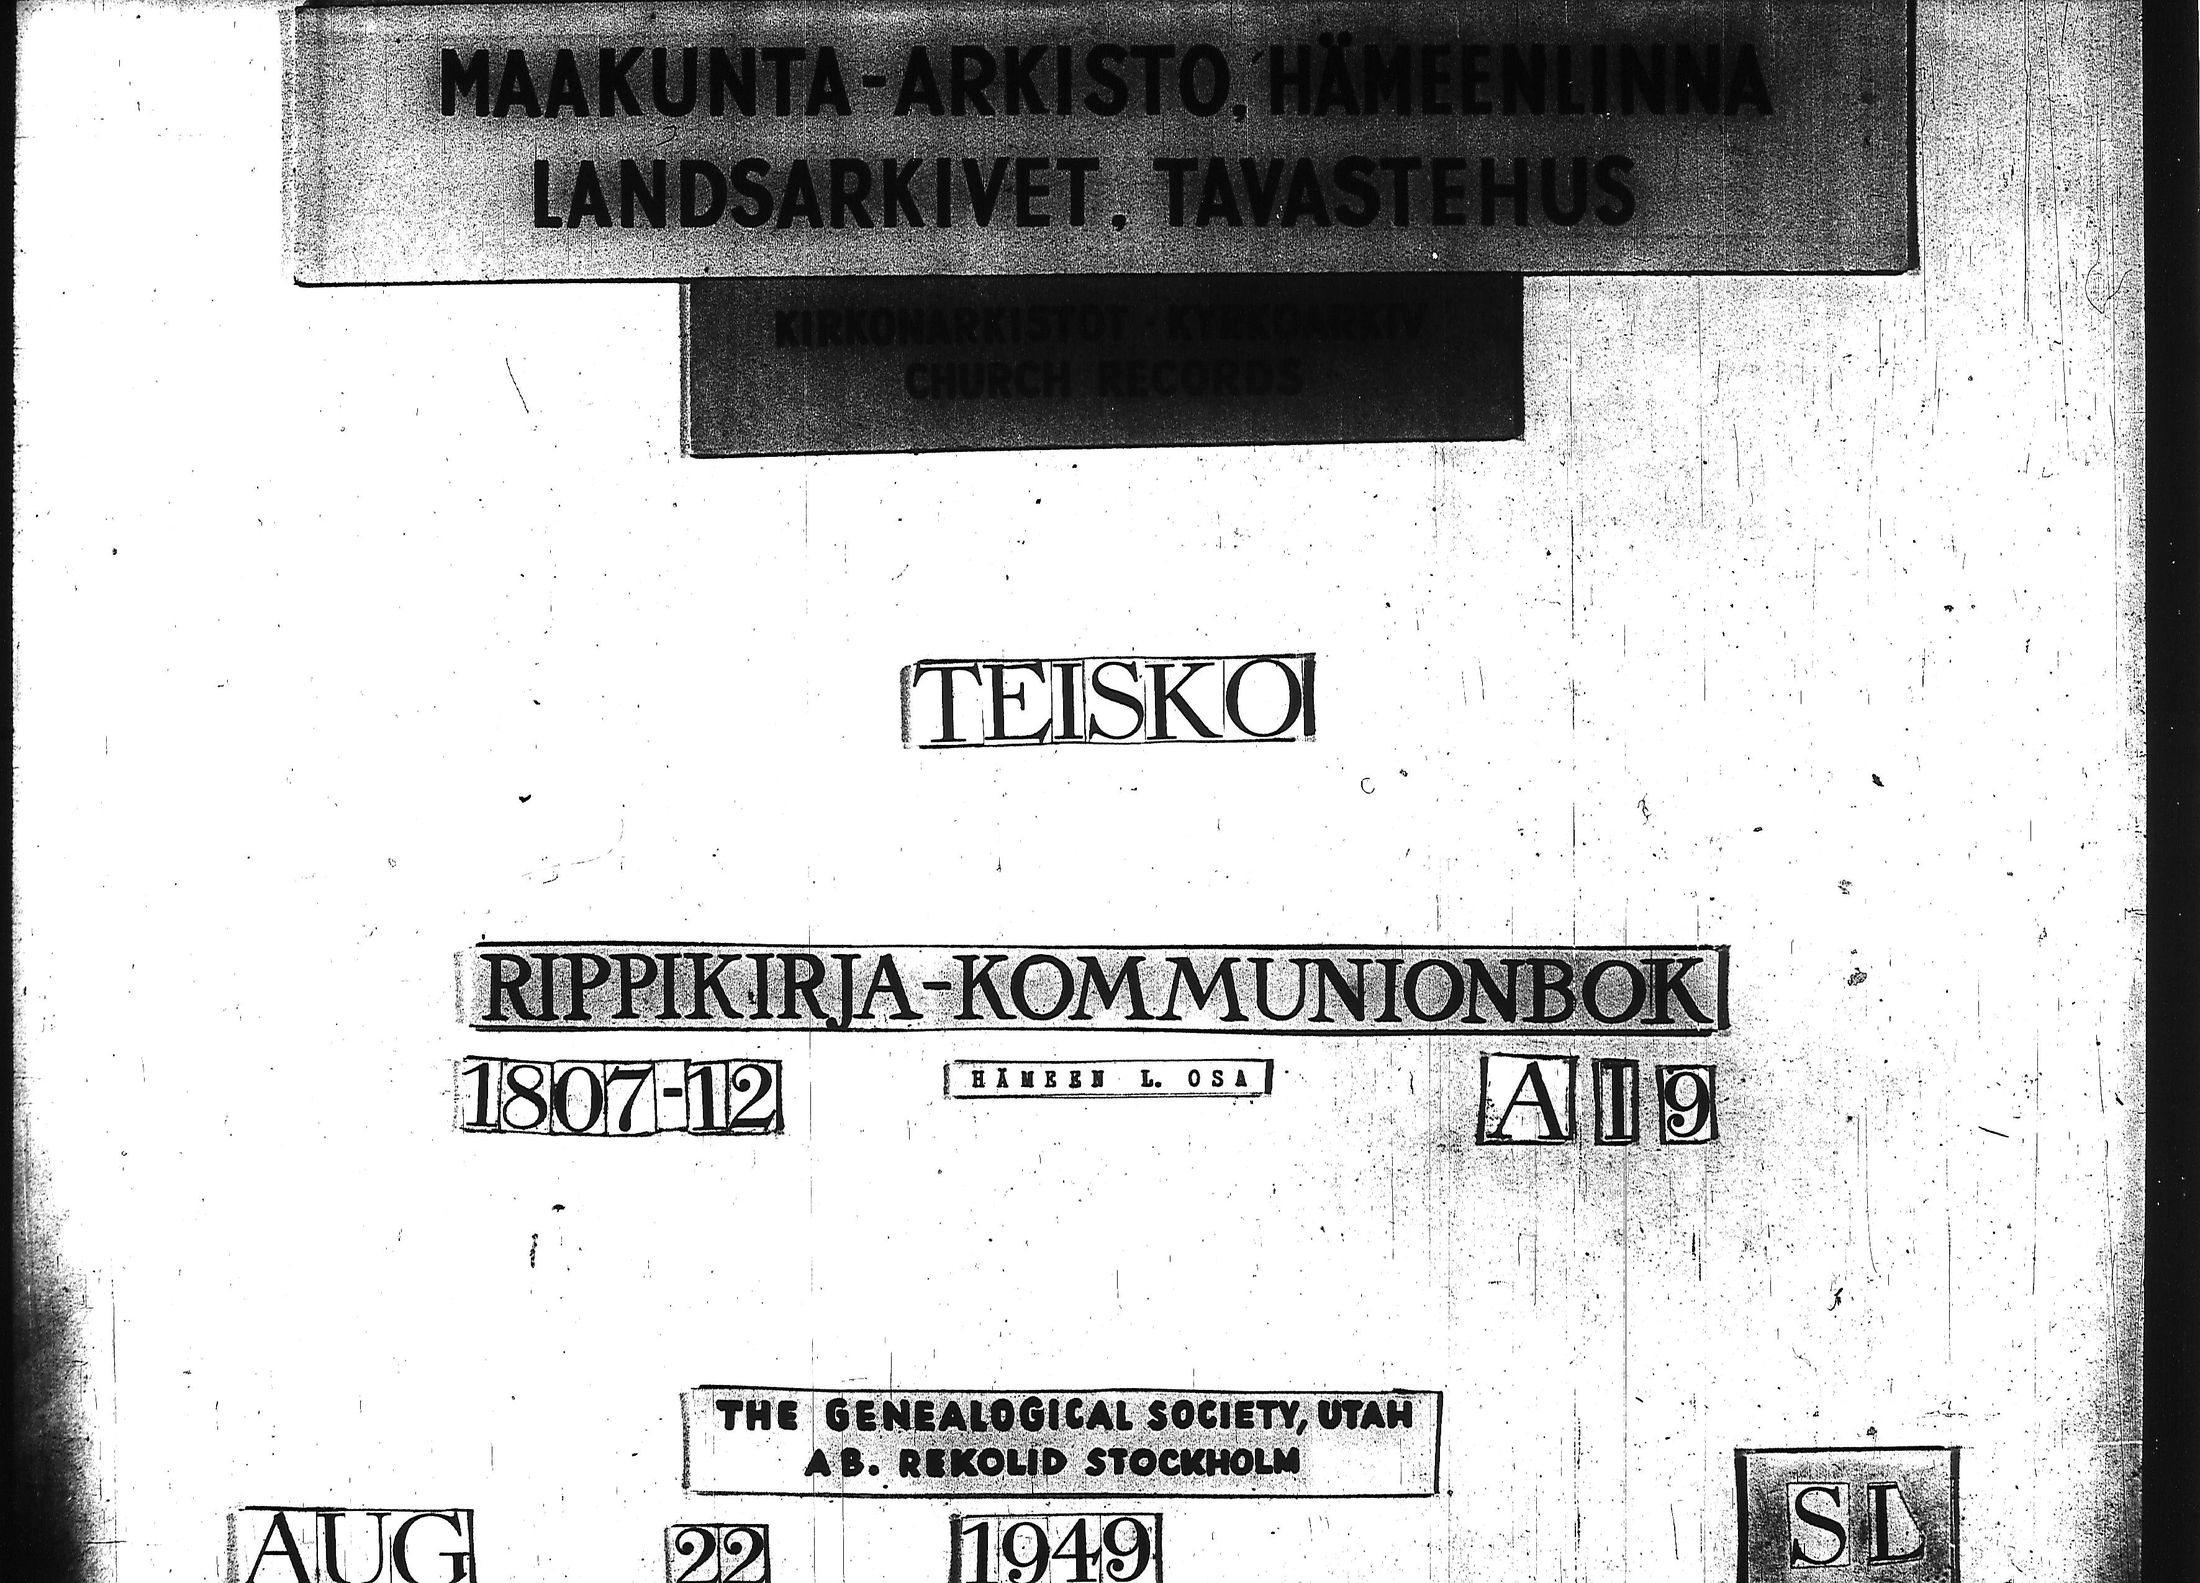 MAAKUNTA-ARKISTO, HÄMEENLINNA
LANDSARKIVET, TAVASTEHUS
KIRKONARKISTOT - KYRKOARKIV
CHURCH RECORDS
TEISKO
RIPPIKIRJA-KOMMUNIONBOK
1807-12 HÄMEEN L. OSA A I 9
THE GENEALOGICAL SOCIETY, UTAH
AB. REKOLID STOCKHOLM
AUG 22 1949 SL